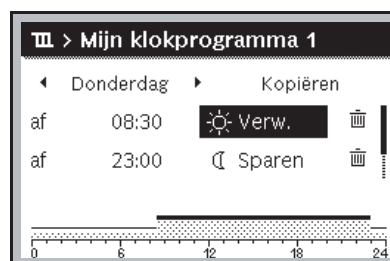 > Mijn klokprogramma 1
Donderdag Kopiëren
af 08:30 Verw.
af 23:00 Sparen
0 6 12 18 24